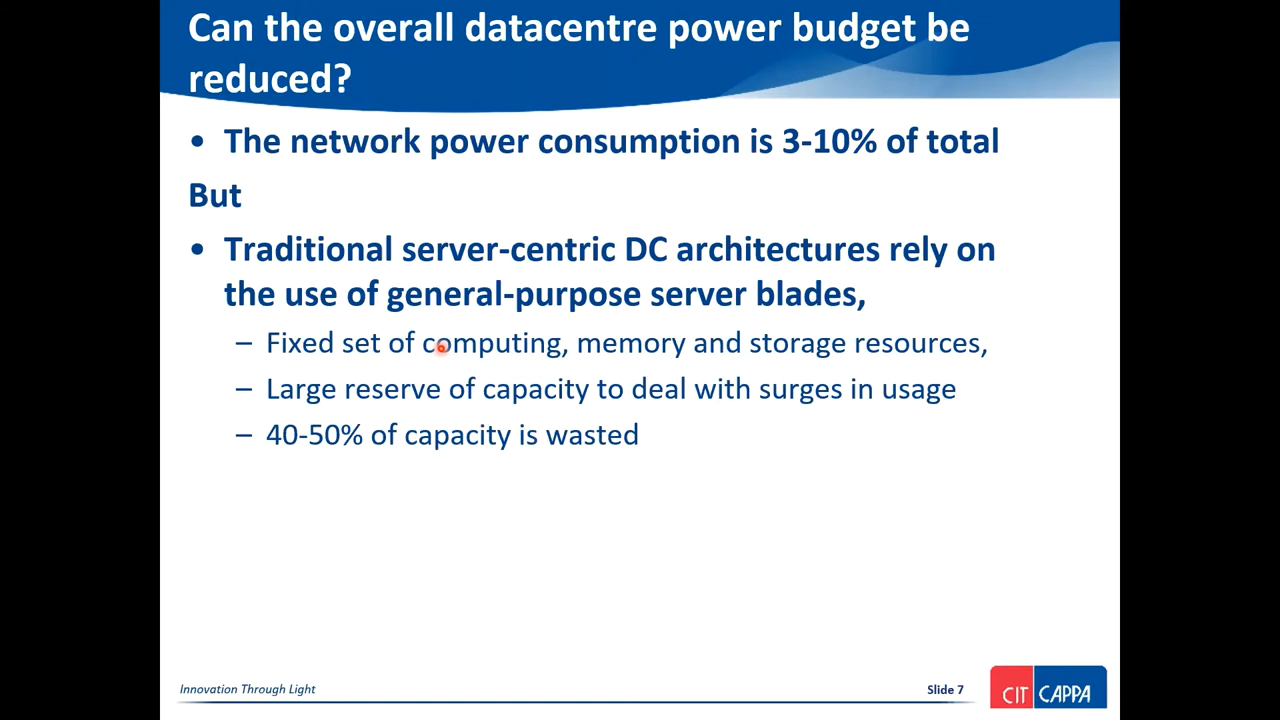 Can the overall datacentre power budget be
reduced?
• The network power consumption is 3-10% of total
But
• Traditional server-centric DC architectures rely on
the use of general-purpose server blades,
– Fixed set of computing, memory and storage resources,
– Large reserve of capacity to deal with surges in usage
– 40-50% of capacity is wasted
Innovation Through Light
Slide 7
CIT CAPPA